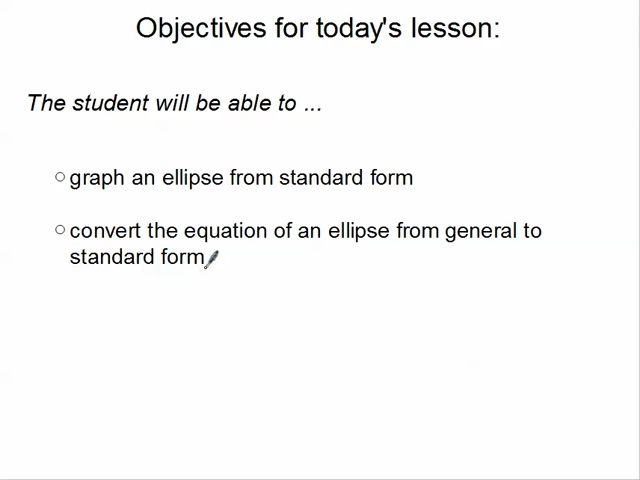 Objectives for today's lesson:
The student will be able to ...
graph an ellipse from standard form
convert the equation of an ellipse from general to
standard form